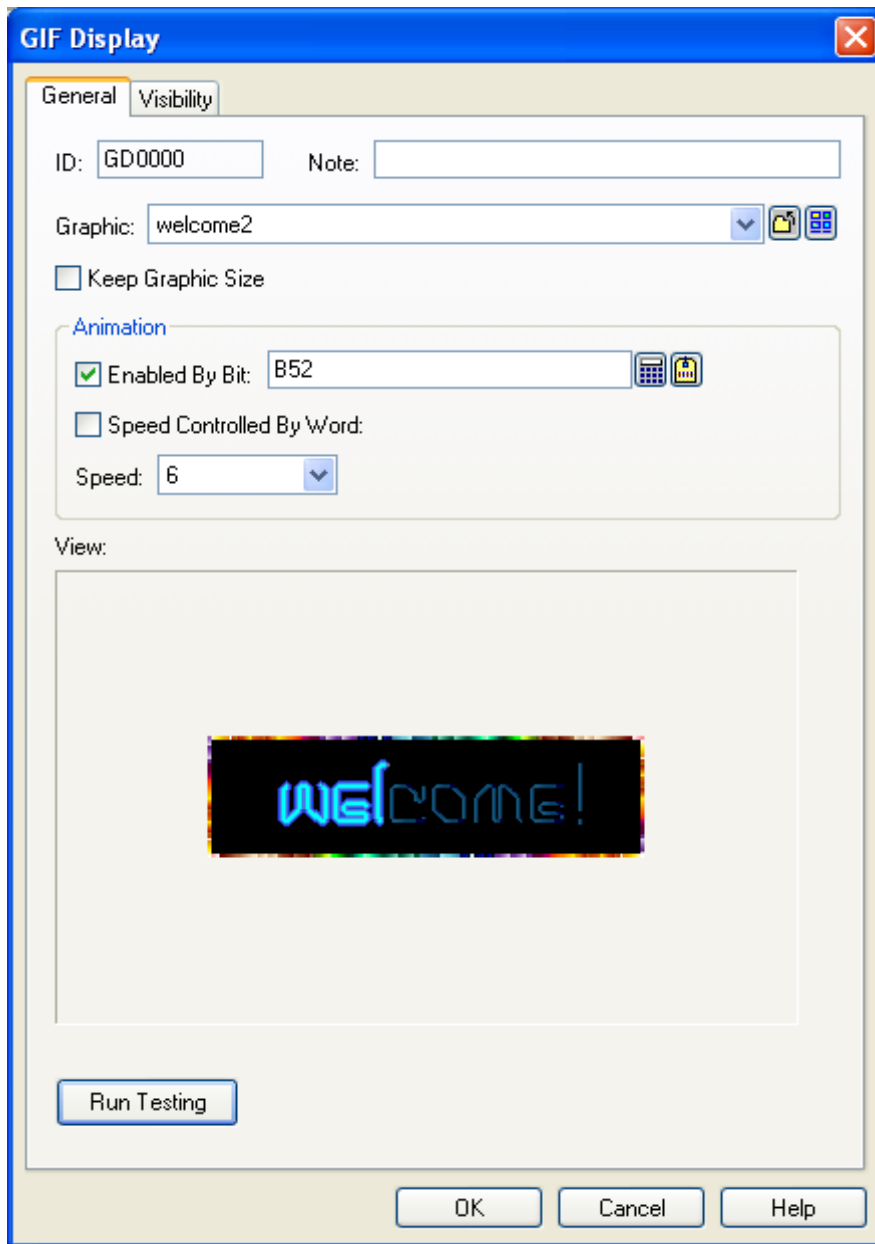 GIF Display
General Visibility
ID: GD0000 Note:
Graphic: welcome2
Keep Graphic Size
Animation
Enabled By Bit: B52
Speed Controlled By Word:
Speed: 6
View:
welcome!
Run Testing
OK Cancel Help